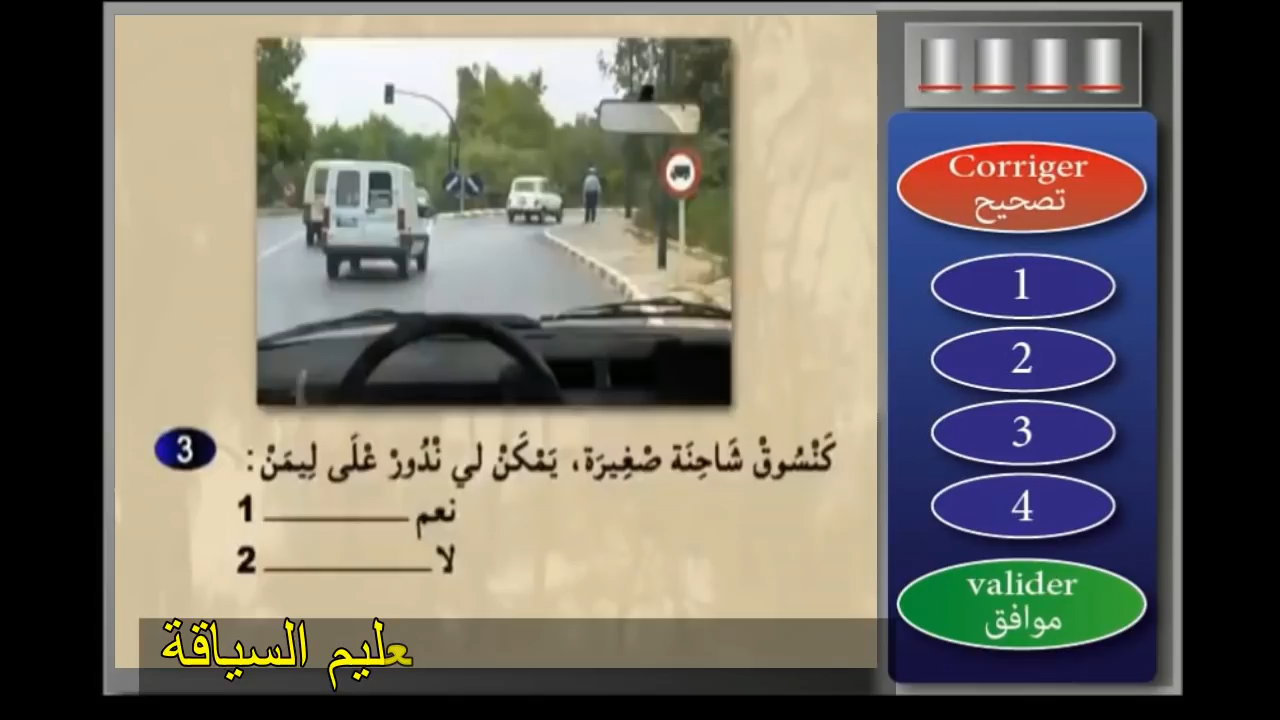 3 كَنْسُوقْ شَاحِنَة صْغِيرَة، يَمْكَنْ لي نْدُورْ عْلَى لِيمَنْ :
نعم 1
لا 2
عليم السياقة
Corriger
تصحيح
1
2
3
4
valider
موافق